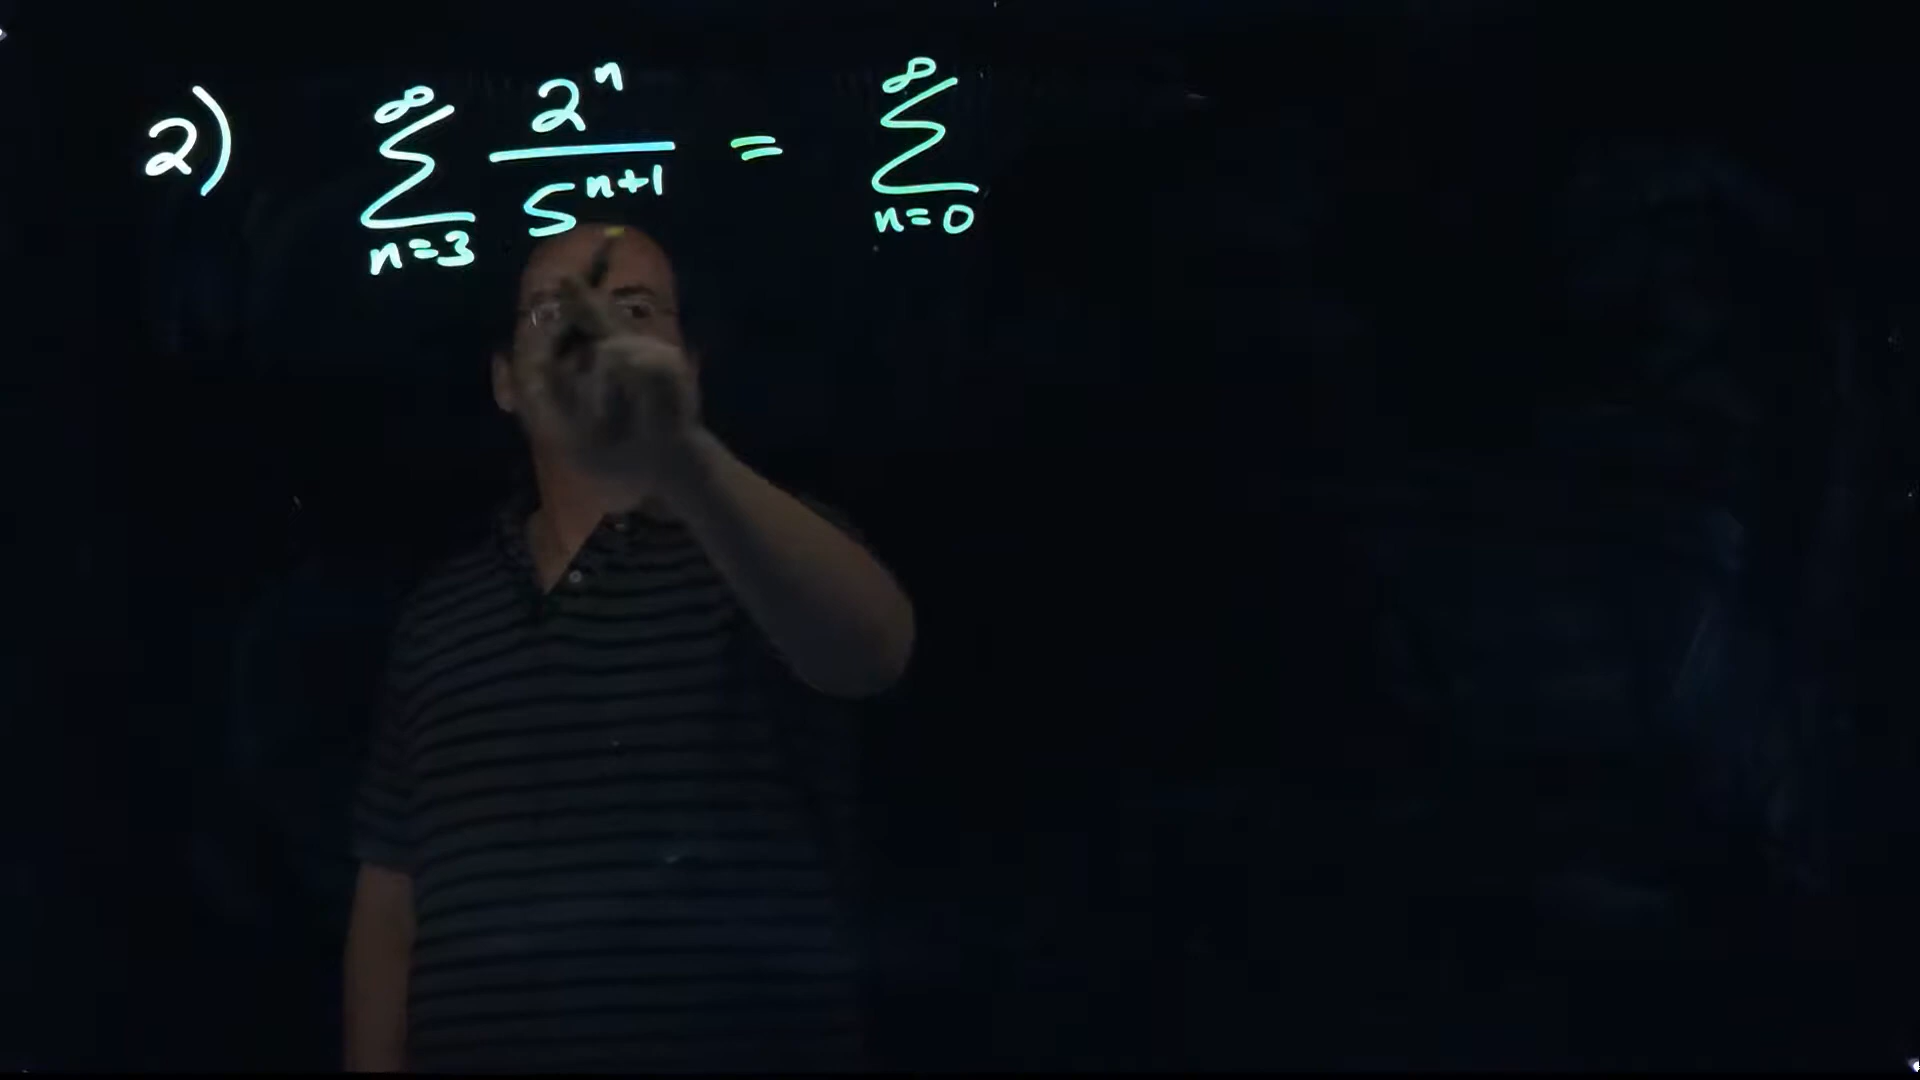 2) ∞ ∑ n=3 2^n / 5^{n+1} = ∞ ∑ n=0